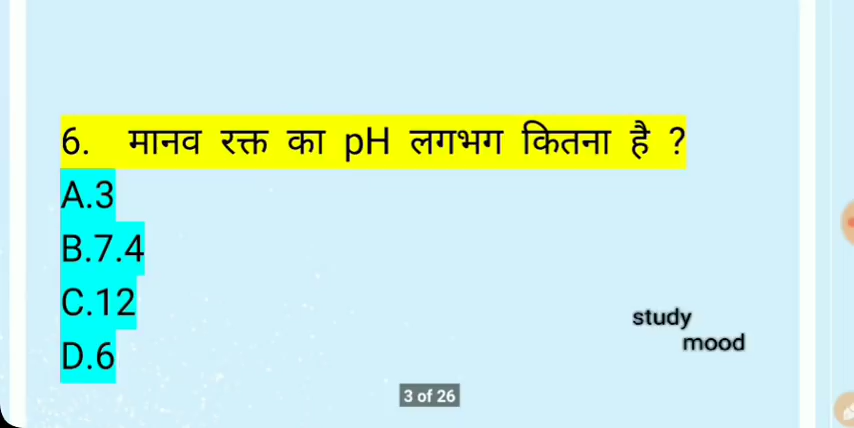 6. मानव रक्त का pH लगभग कितना है ?
A.3
B.7.4
C.12
D.6
study
mood
3 of 26